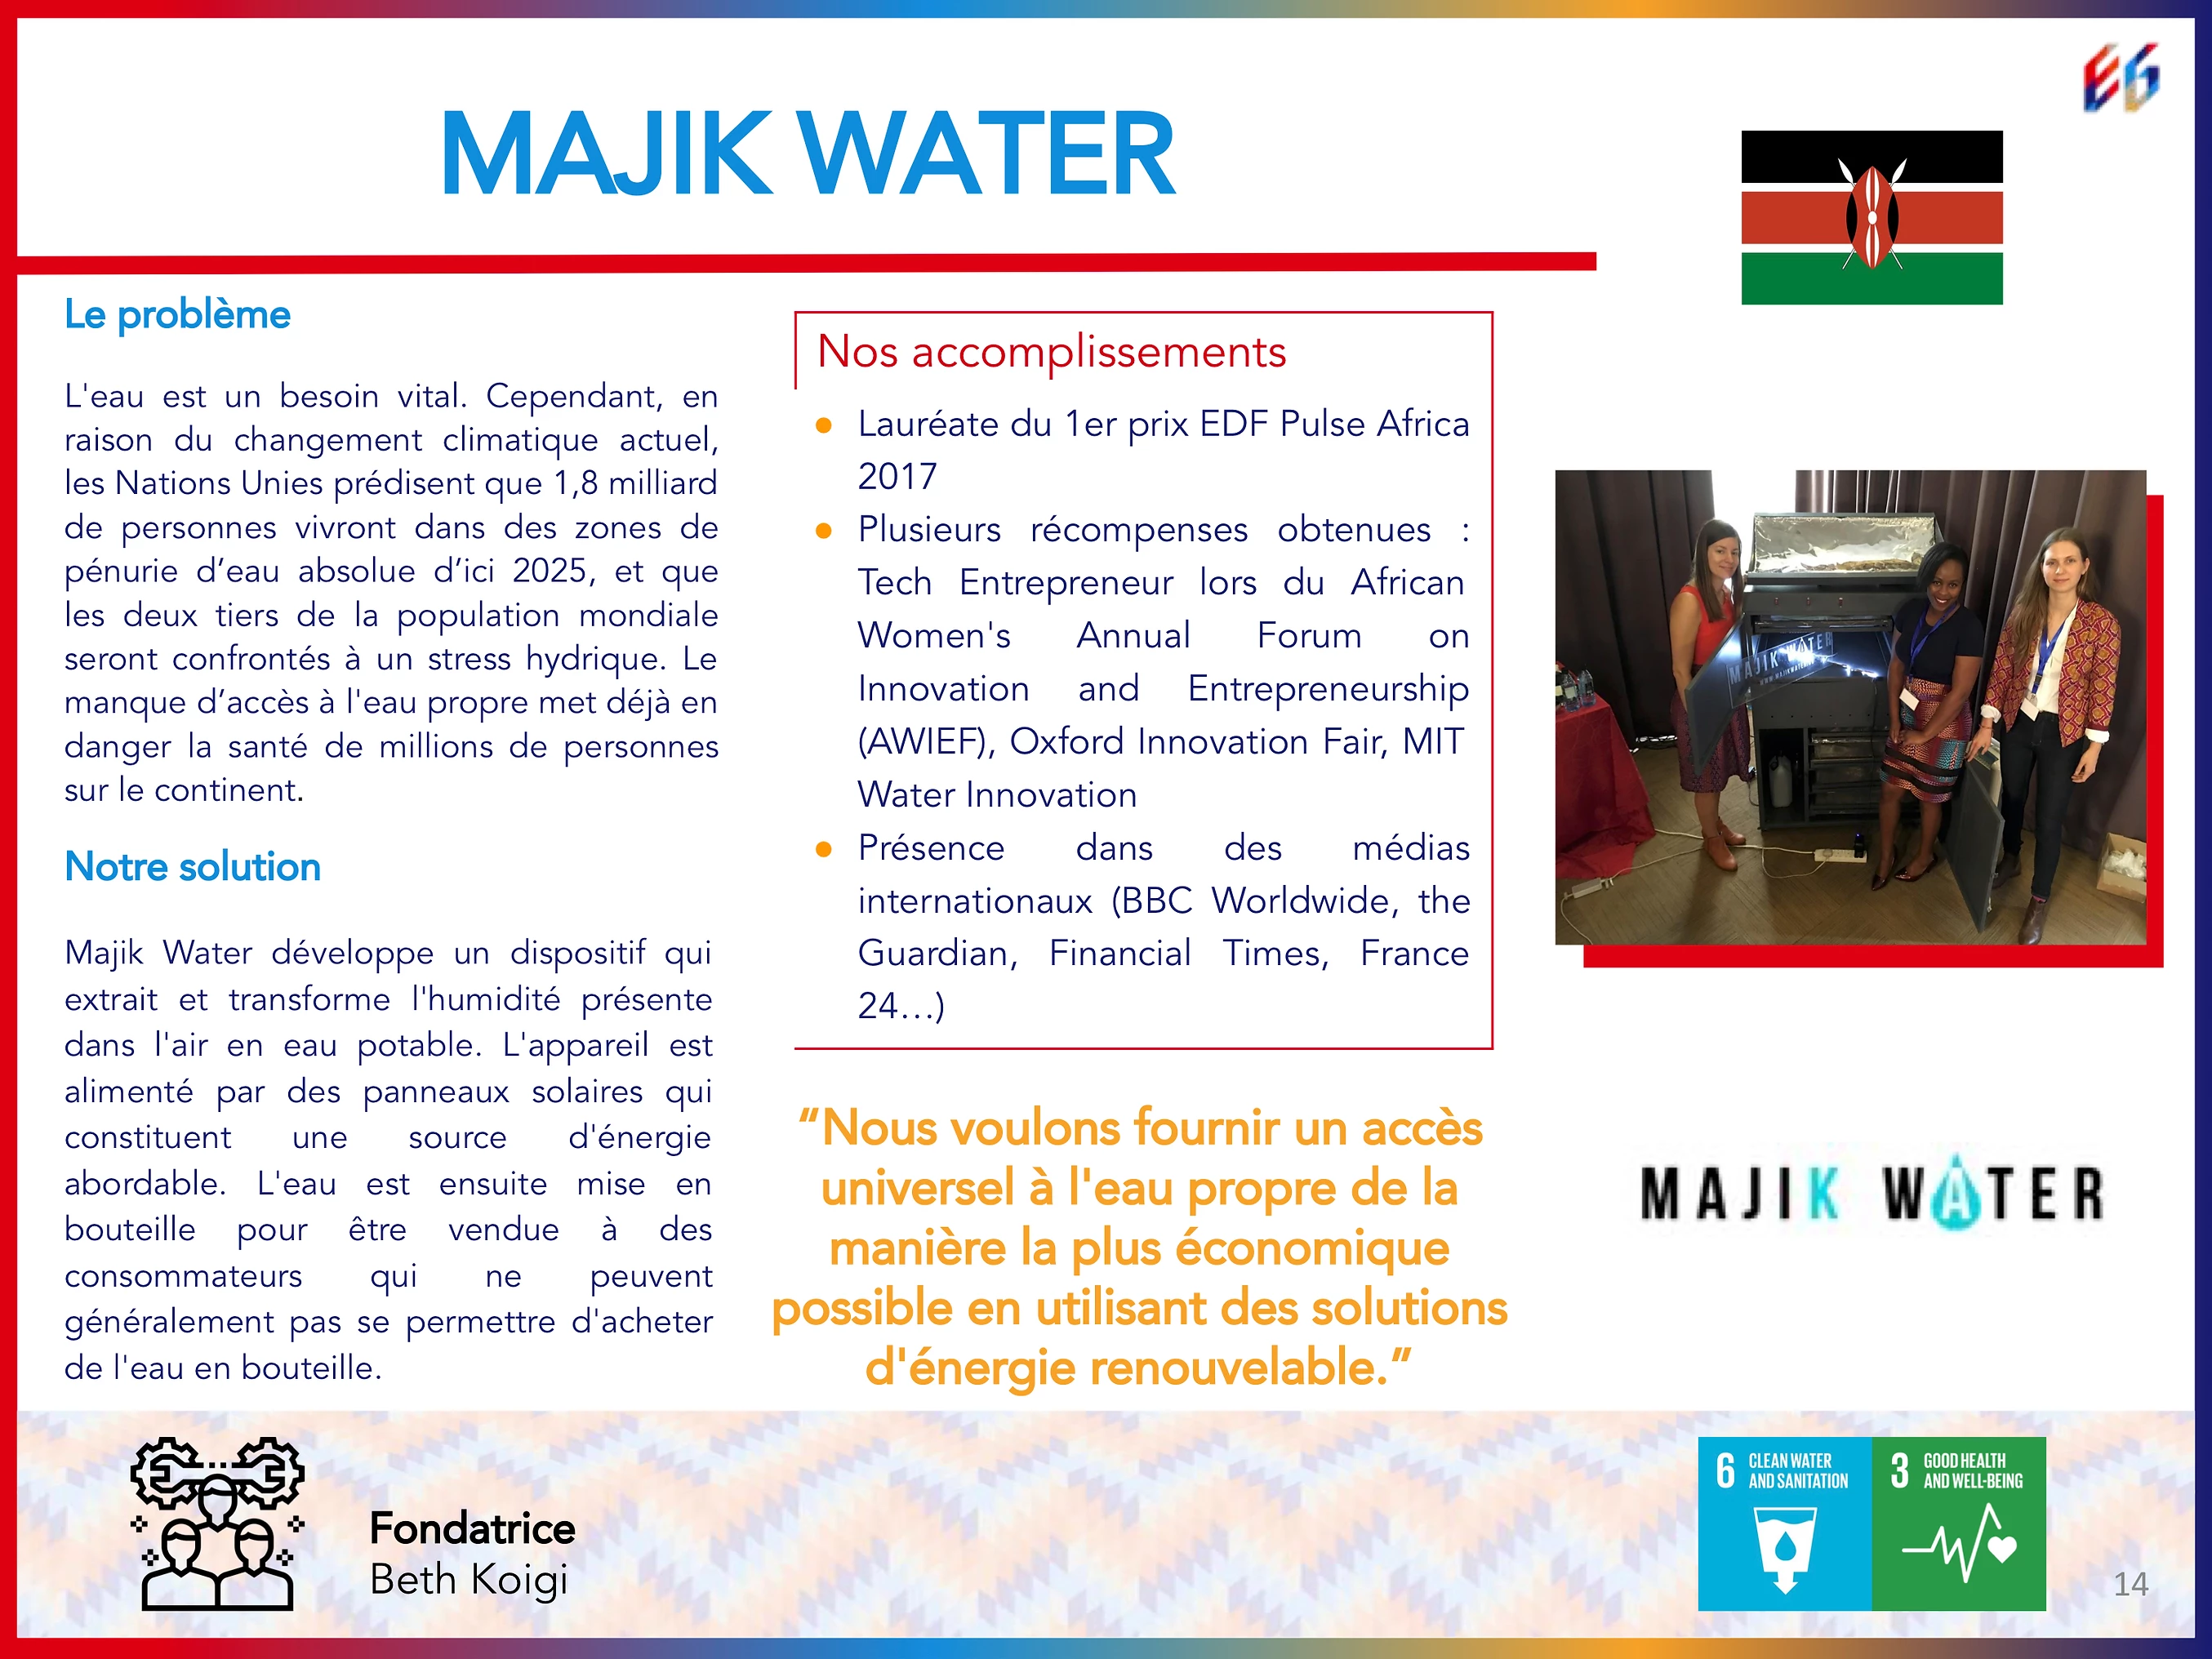 E6
MAJIK WATER
Le problème
L'eau est un besoin vital. Cependant, en
raison du changement climatique actuel,
les Nations Unies prédisent que 1,8 milliard
de personnes vivront dans des zones de
pénurie d’eau absolue d’ici 2025, et que
les deux tiers de la population mondiale
seront confrontés à un stress hydrique. Le
manque d’accès à l'eau propre met déjà en
danger la santé de millions de personnes
sur le continent.
Notre solution
Majik Water développe un dispositif qui
extrait et transforme l'humidité présente
dans l'air en eau potable. L'appareil est
alimenté par des panneaux solaires qui
constituent une source d'énergie
abordable. L'eau est ensuite mise en
bouteille pour être vendue à des
consommateurs qui ne peuvent
généralement pas se permettre d'acheter
de l'eau en bouteille.
Nos accomplissements
● Lauréate du 1er prix EDF Pulse Africa
2017
● Plusieurs récompenses obtenues :
Tech Entrepreneur lors du African
Women's Annual Forum on
Innovation and Entrepreneurship
(AWIEF), Oxford Innovation Fair, MIT
Water Innovation
● Présence dans des médias
internationaux (BBC Worldwide, the
Guardian, Financial Times, France
24…)
“Nous voulons fournir un accès
universel à l'eau propre de la
manière la plus économique
possible en utilisant des solutions
d'énergie renouvelable.”
MAJIK WATER
MAJIK WATER
Fondatrice
Beth Koigi
6 CLEAN WATER
AND SANITATION
3 GOOD HEALTH
AND WELL-BEING
14